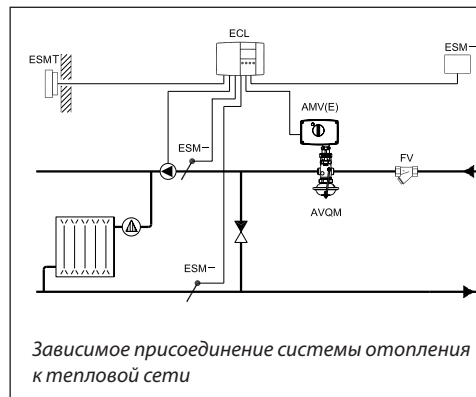 ECL
ESMT
ESM–
AMV(E)
ESM–
FV
AVQM
ESM–
Зависимое присоединение системы отопления
к тепловой сети